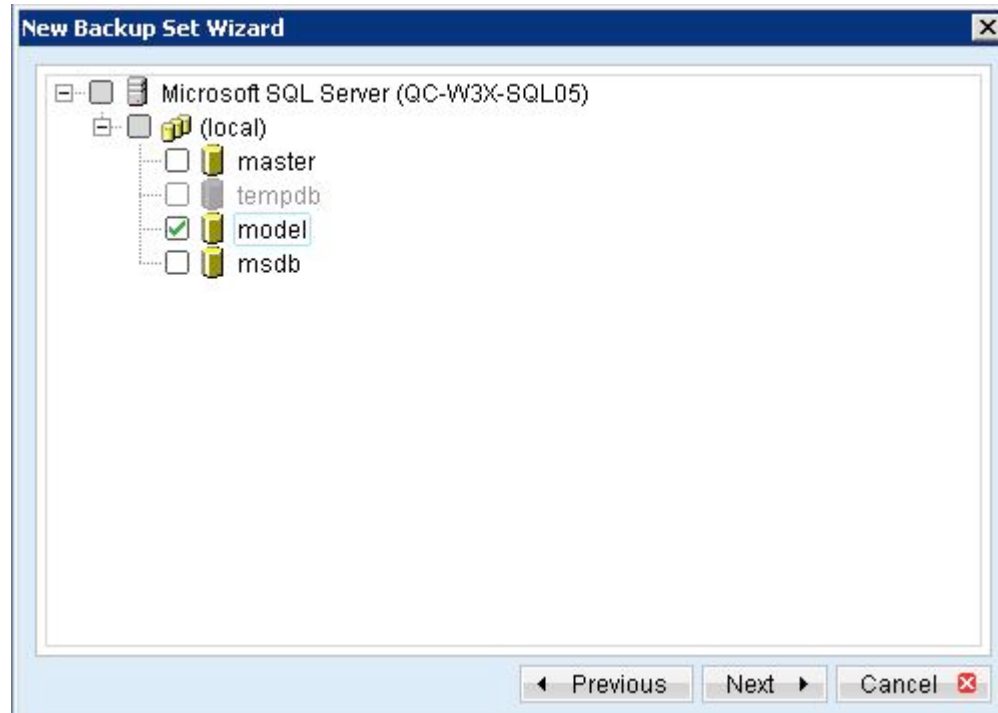 New Backup Set Wizard
Microsoft SQL Server (QC-W3X-SQL05)
(local)
master
tempdb
model
msdb
Previous Next Cancel